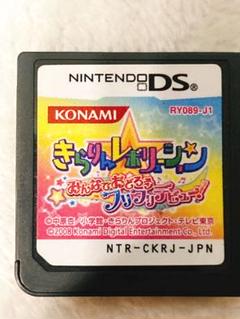 NINTENDO DS
KONAMI
RY089-J1
きらりん☆レボリューション
みんなでおどろう
フリフリデビュー!
©中原杏/小学館・きらりんプロジェクト・テレビ東京
©2008 Konami Digital Entertainment Co., Ltd.
NTR-CKRJ-JPN